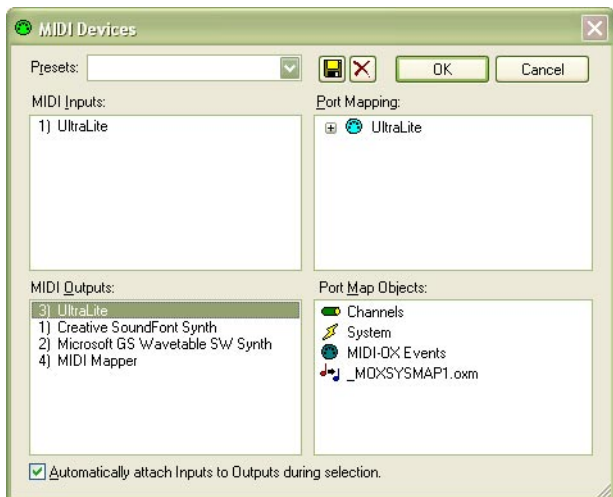 MIDI Devices
Presets:
OK
Cancel
MIDI Inputs:
1) UltraLite
Port Mapping:
UltraLite
MIDI Outputs:
3) UltraLite
1) Creative SoundFont Synth
2) Microsoft GS Wavetable SW Synth
4) MIDI Mapper
Port Map Objects:
Channels
System
MIDI-OX Events
_MOXSYSMAP1.oxm
Automatically attach Inputs to Outputs during selection.